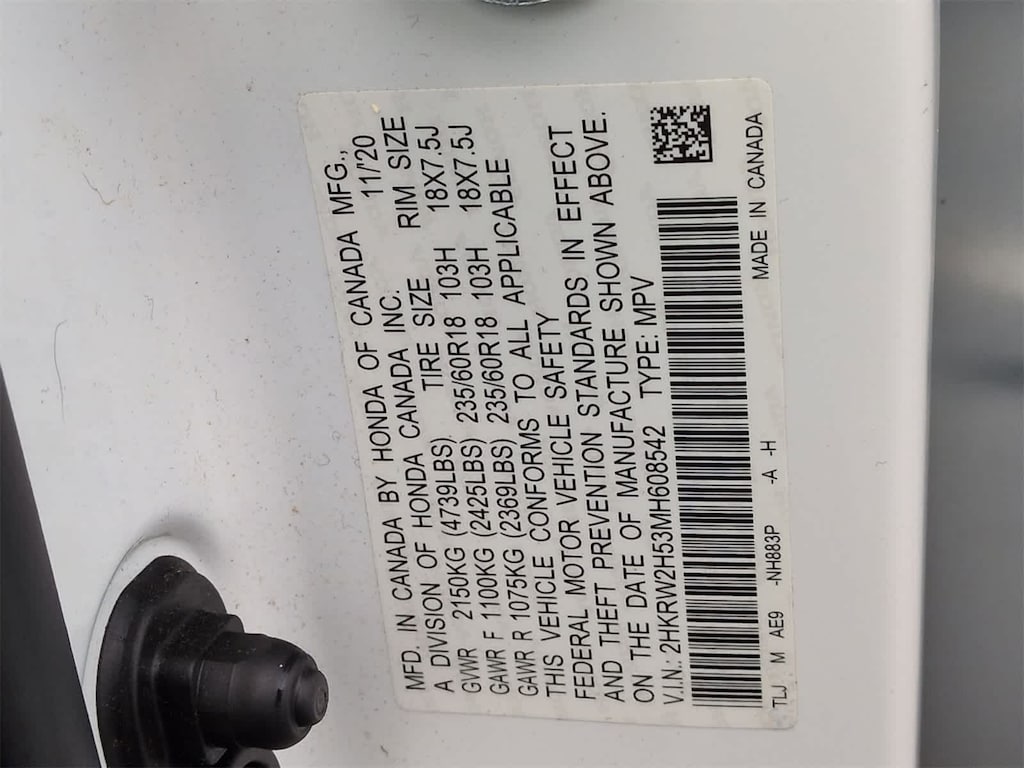 MFD. IN CANADA BY HONDA OF CANADA MFG.,
A DIVISION OF HONDA CANADA INC. 11/'20
GVWR 2150KG (4739LBS) TIRE SIZE RIM SIZE
GAWR F 1100KG (2425LBS) 235/60R18 103H 18X7.5J
GAWR R 1075KG (2369LBS) 235/60R18 103H 18X7.5J
THIS VEHICLE CONFORMS TO ALL APPLICABLE
FEDERAL MOTOR VEHICLE SAFETY
AND THEFT PREVENTION STANDARDS IN EFFECT
ON THE DATE OF MANUFACTURE SHOWN ABOVE.
V.I.N.: 2HKRW2H53MH608542 TYPE: MPV
TLJ M AE9 -NH883P -A -H MADE IN CANADA